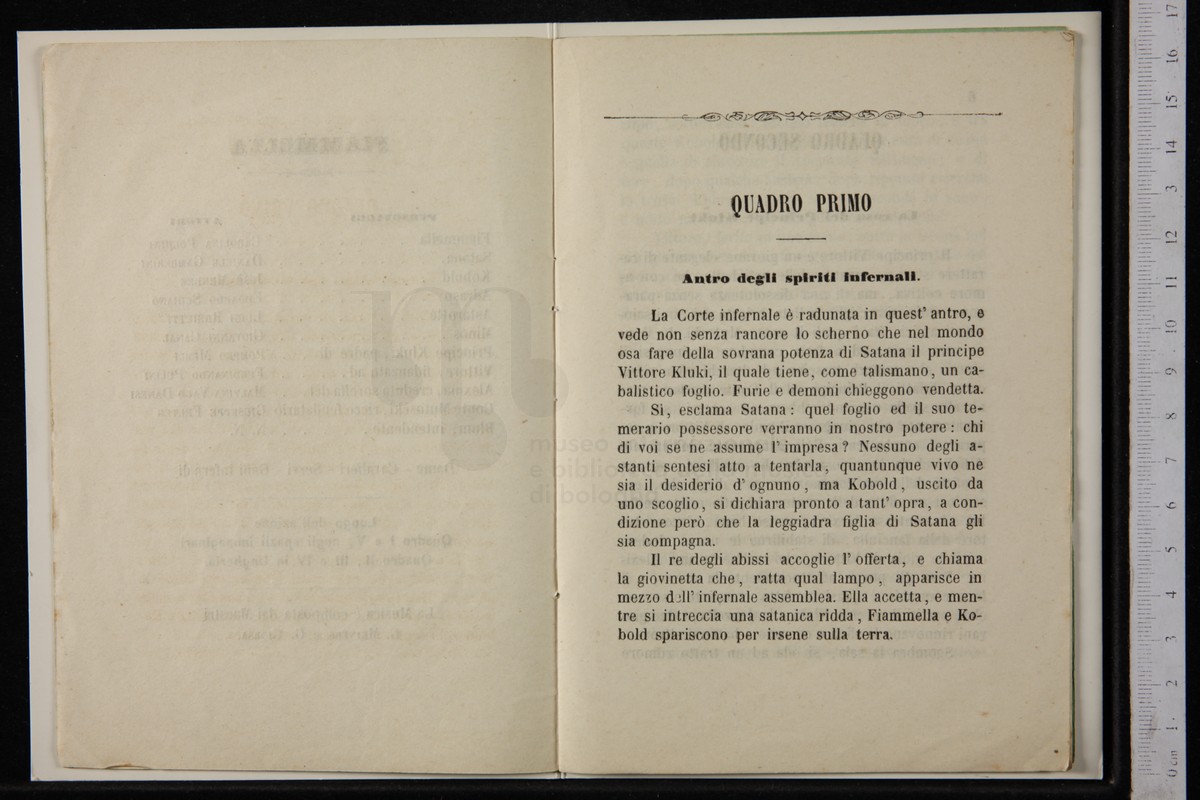 QUADRO PRIMO
Antro degli spiriti infernali.
La Corte infernale è radunata in quest' antro, e
vede non senza rancore lo scherno che nel mondo
osa fare della sovrana potenza di Satana il principe
Vittore Kluki, il quale tiene, come talismano, un ca-
balistico foglio. Furie e demoni chieggono vendetta.
Sì, esclama Satana : quel foglio ed il suo te-
merario possessore verranno in nostro potere : chi
di voi se ne assume l' impresa ? Nessuno degli a-
stanti sentesi atto a tentarla, quantunque vivo ne
sia il desiderio d' ognuno, ma Kobold, uscito da
uno scoglio, si dichiara pronto a tant' opra, a con-
dizione però che la leggiadra figlia di Satana gli
sia compagna.
Il re degli abissi accoglie l' offerta, e chiama
la giovinetta che, ratta qual lampo, apparisce in
mezzo dell' infernale assemblea. Ella accetta, e men-
tre si intreccia una satanica ridda, Fiammella e Ko-
bold spariscono per irsene sulla terra.
museo
e biblio
di bologna
0 cm 1 2 3 4 5 6 7 8 9 10 11 12 3 14 15 16 17